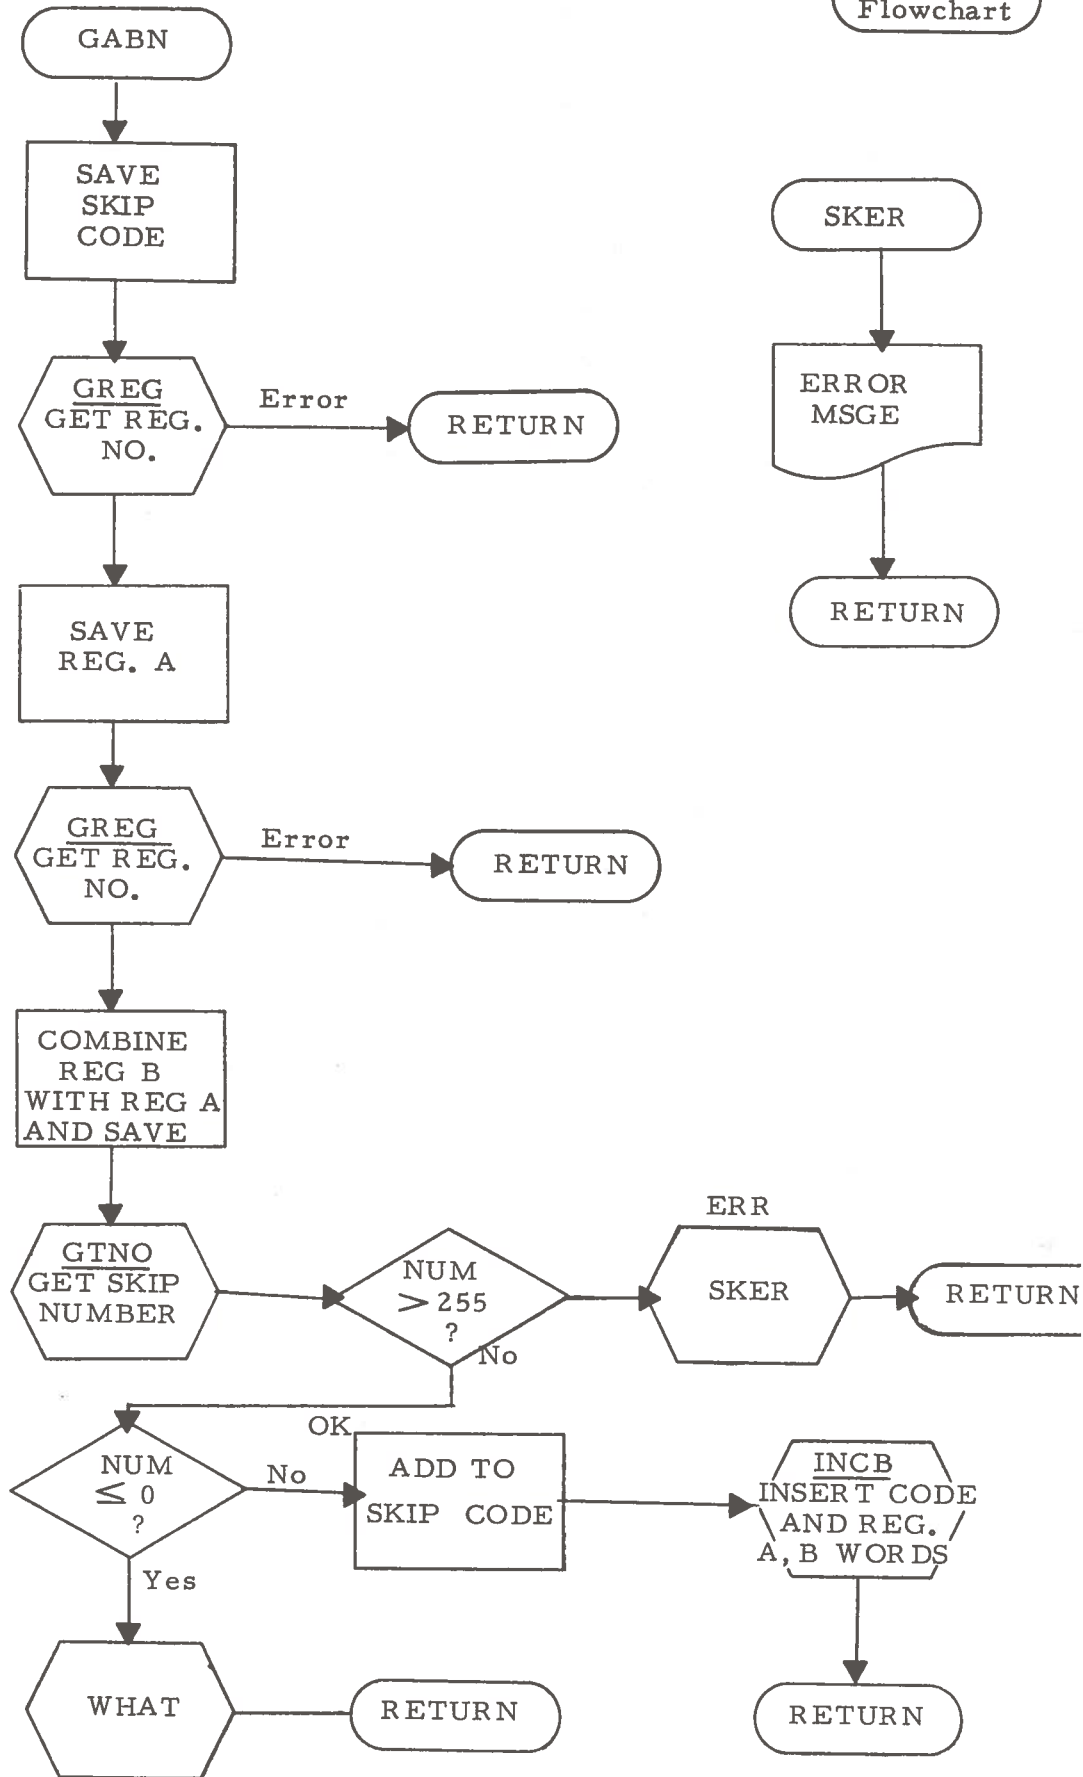 Flowchart
GABN
SAVE
SKIP
CODE
GREG
GET REG.
NO.
Error
RETURN
SAVE
REG. A
GREG
GET REG.
NO.
Error
RETURN
COMBINE
REG B
WITH REG A
AND SAVE
GTNO
GET SKIP
NUMBER
NUM
> 255
?
No
ERR
SKER
RETURN
NUM
≤ 0
?
No
Yes
OK
ADD TO
SKIP CODE
INCB
INSERT CODE
AND REG.
A, B WORDS
RETURN
WHAT
RETURN
SKER
ERROR
MSGE
RETURN